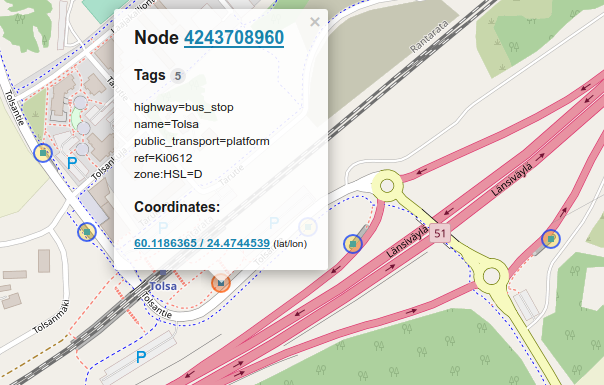 Node 4243708960
×
Tags 5
highway=bus_stop
name=Tolsa
public_transport=platform
ref=Ki0612
zone:HSL=D
Coordinates:
60.1186365 / 24.4744539 (lat/lon)
Rantarata
Tolsantie
P
Länsiväylä
Länsiväylä
51
Tolsa
Tolsantie
Tolsanmäki
P